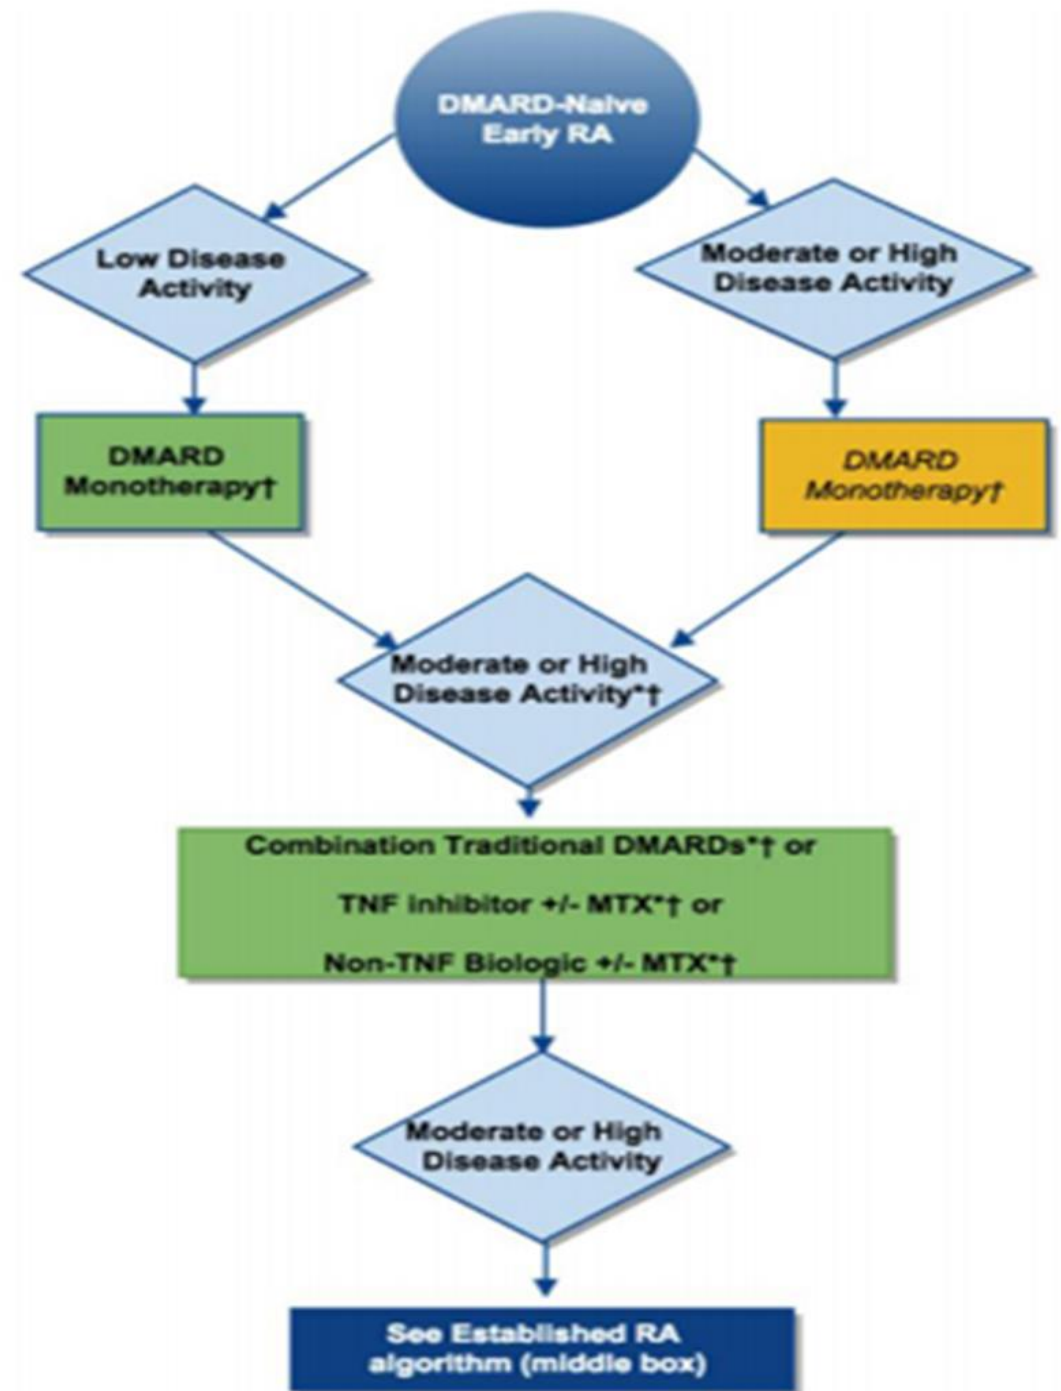 DMARD-Naive
Early RA
Low Disease
Activity
Moderate or High
Disease Activity
DMARD
Monotherapy†
DMARD
Monotherapy†
Moderate or High
Disease Activity*†
Combination Traditional DMARDs*† or
TNF inhibitor +/- MTX*† or
Non-TNF Biologic +/- MTX*†
Moderate or High
Disease Activity
See Established RA
algorithm (middle box)